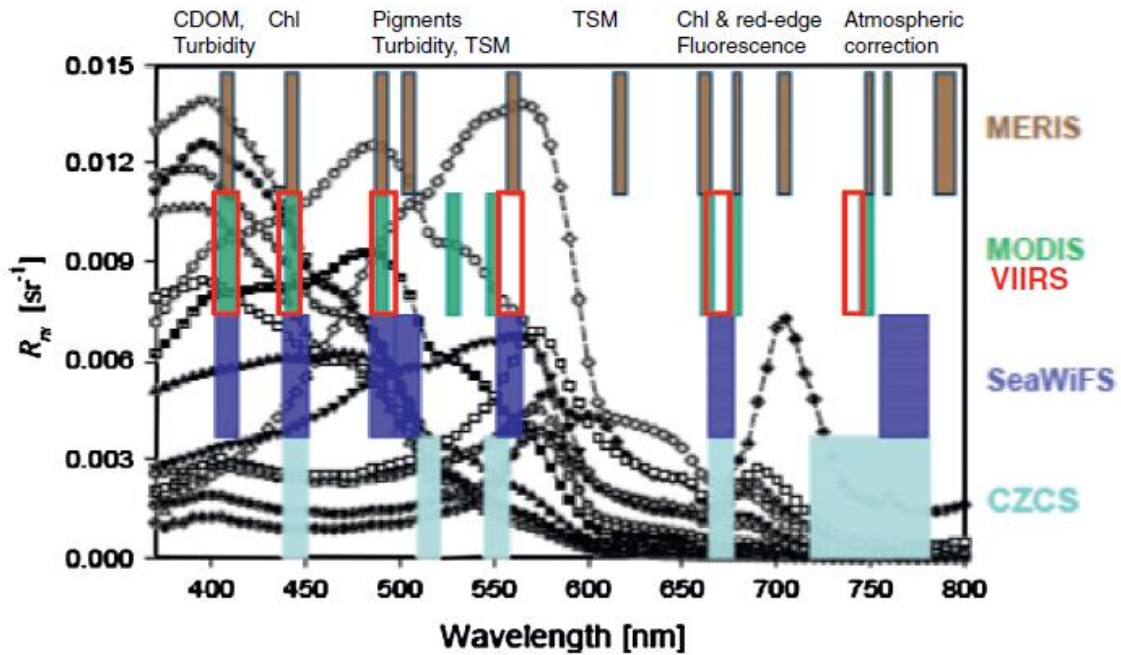 CDOM, Chl Pigments TSM Chl & red-edge Atmospheric
Turbidity Turbidity, TSM Fluorescence correction
0.015
MERIS
0.012
MODIS
0.009
VIIRS
R_rs [sr⁻¹]
0.006
SeaWiFS
0.003
CZCS
0.000
400 450 500 550 600 650 700 750 800
Wavelength [nm]